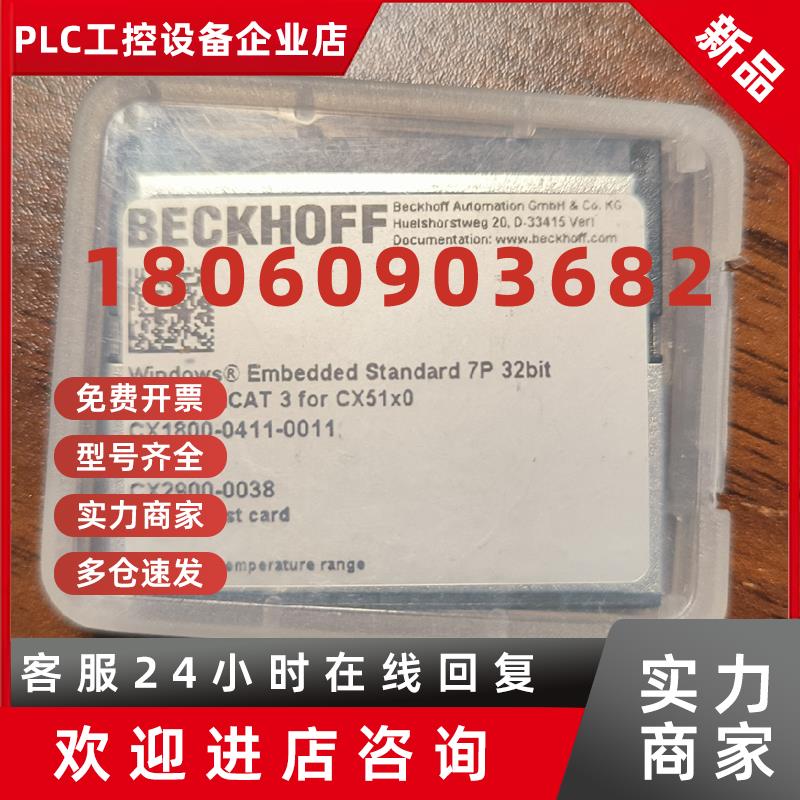 PLC工控设备企业店
新品
BECKHOFF
Beckhoff Automation GmbH & Co. KG
Huelshorstweg 20, D-33415 Verl
Documentation: www.beckhoff.com
18060903682
Windows® Embedded Standard 7P 32bit
CAT 3 for CX51x0
CX1800-0411-0011
CX2900-0038
st card
mperature range
免费开票
型号齐全
实力商家
多仓速发
客服24小时在线回复
欢迎进店咨询
实力
商家